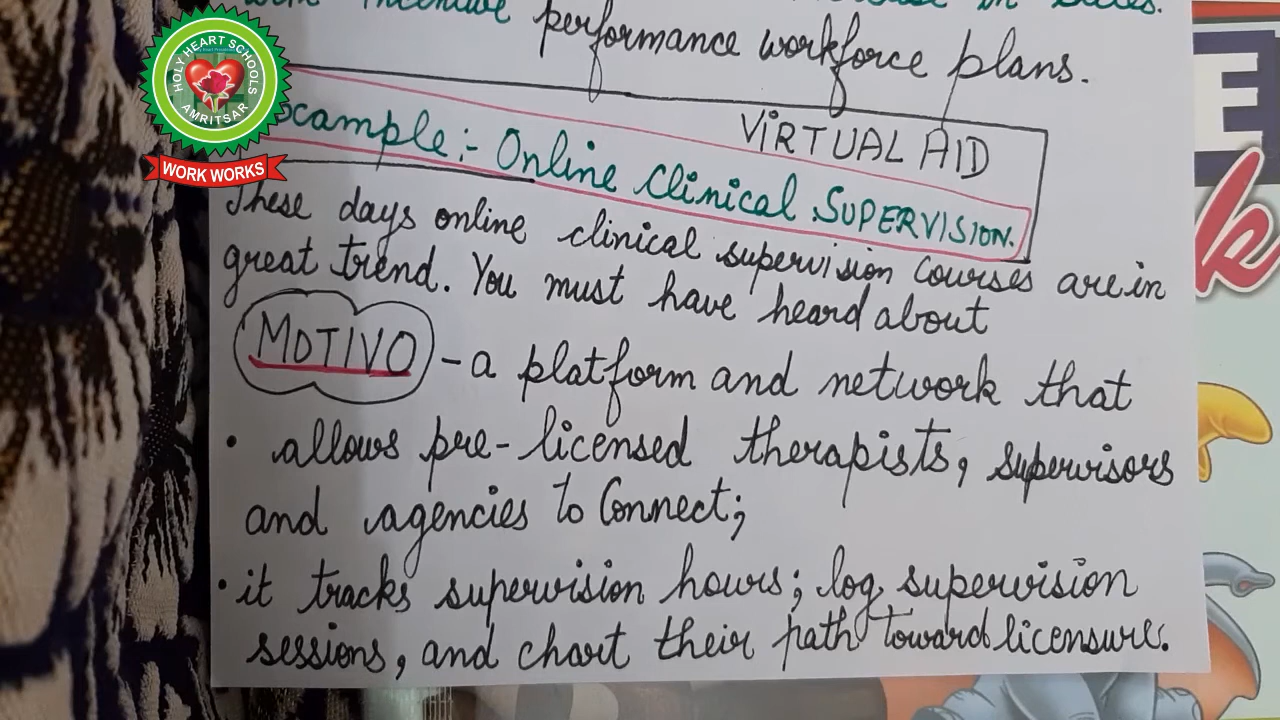 incentive
performance workforce plans.
VIRTUAL AID
Example:- Online Clinical SUPERVISION.
These days online clinical supervision courses are in
great trend. You must have heard about
MOTIVO - a platform and network that
• allows pre-licensed therapists, supervisors
and agencies to Connect;
• it tracks supervision hours; log supervision
sessions, and chart their path toward licensure.
HOLY HEART SCHOOLS
AMRITSAR
WORK WORKS
E
k